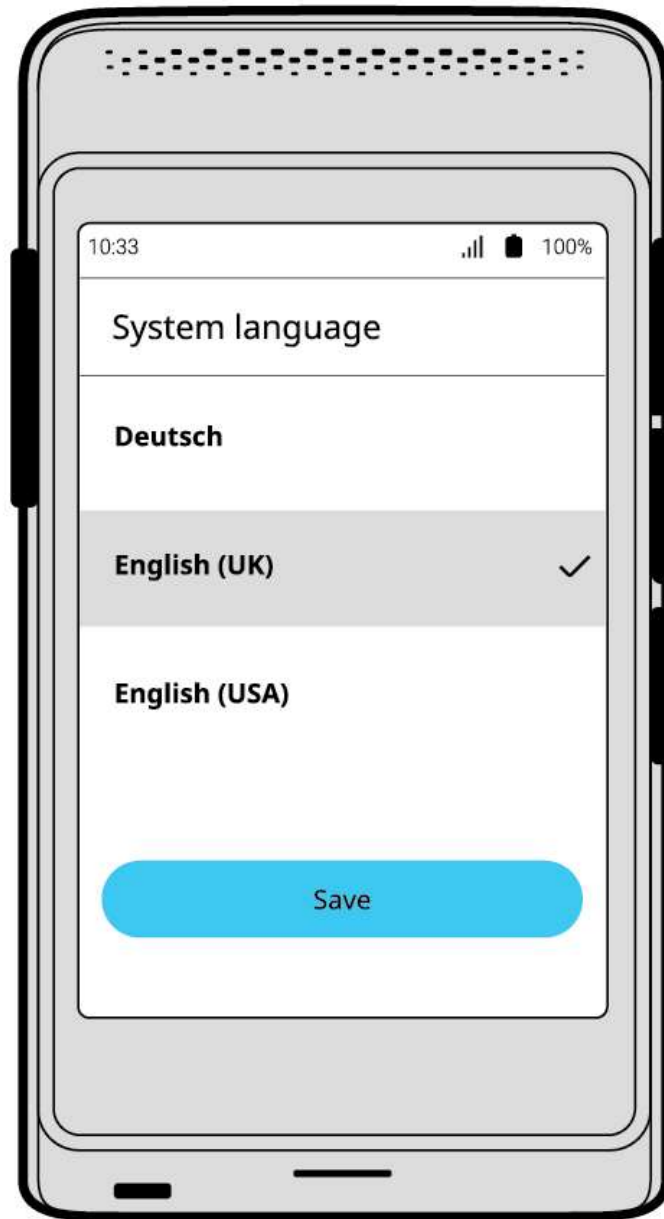 10:33 100%
System language
Deutsch
English (UK)
English (USA)
Save